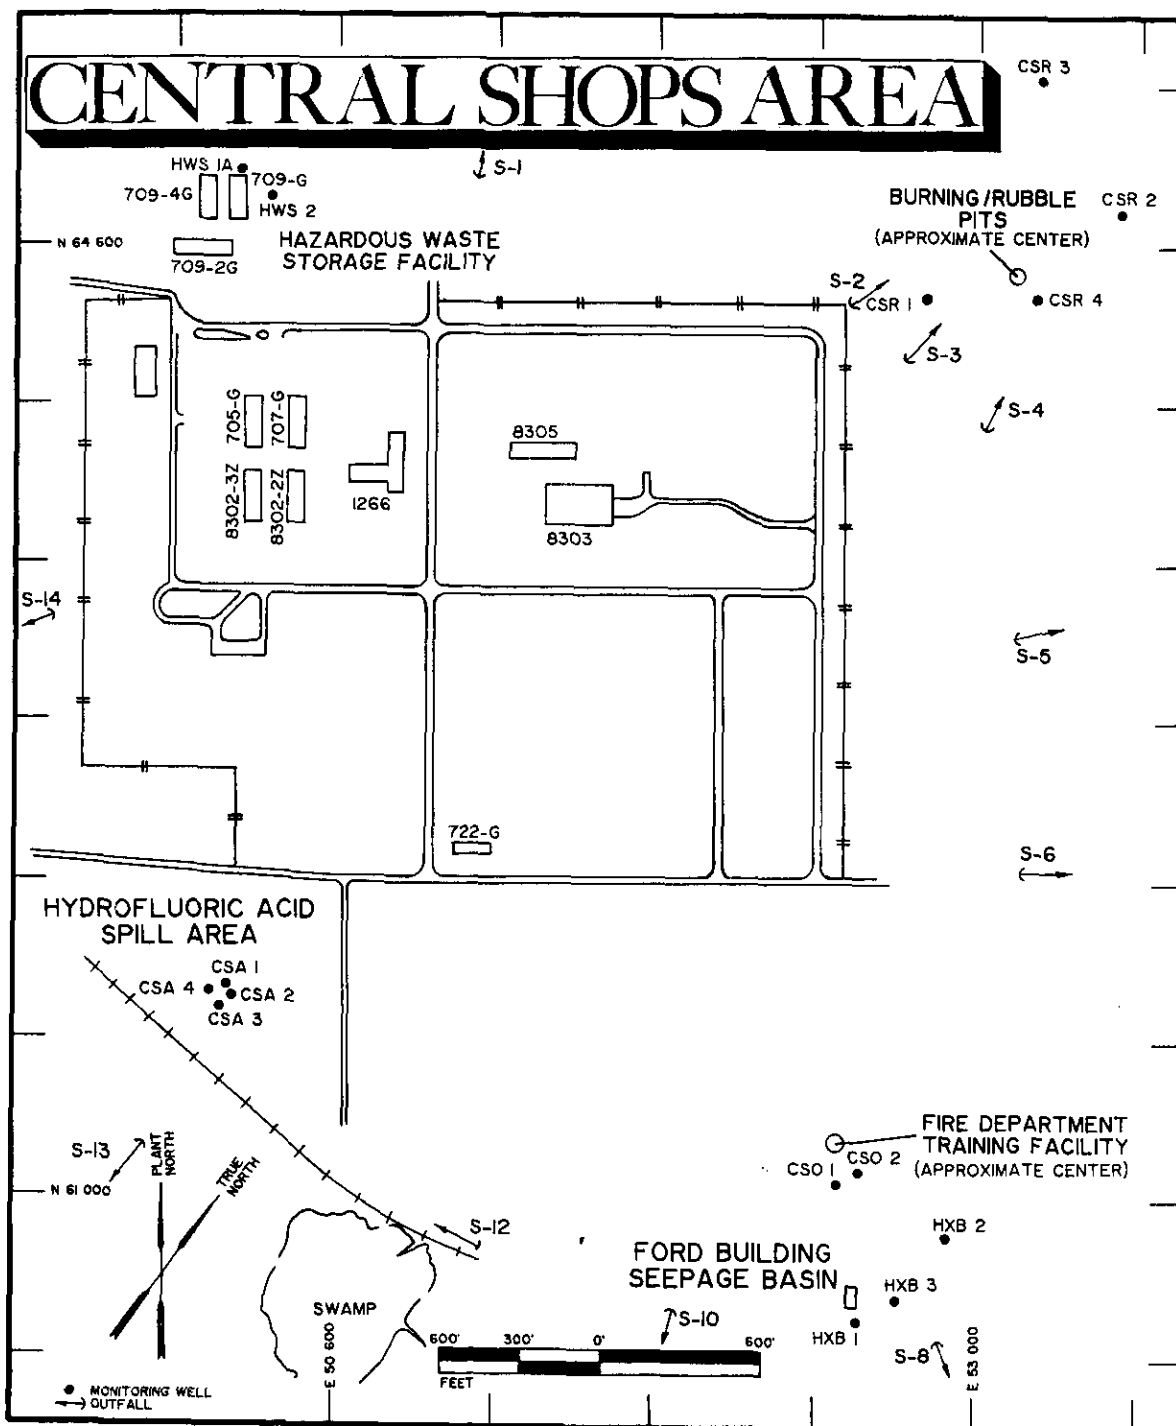 CENTRAL SHOPS AREA
CSR 3
HWS 1A
709-G
S-1
709-4G
HWS 2
BURNING/RUBBLE
PITS
(APPROXIMATE CENTER)
CSR 2
N 64 600
HAZARDOUS WASTE
STORAGE FACILITY
709-2G
S-2
CSR 1
CSR 4
S-3
S-4
705-G
707-G
8305
8302-3Z
8302-2Z
1266
8303
S-14
S-5
722-G
S-6
HYDROFLUORIC ACID
SPILL AREA
CSA 1
CSA 4
CSA 2
CSA 3
S-13
PLANT
NORTH
TRUE
NORTH
FIRE DEPARTMENT
TRAINING FACILITY
(APPROXIMATE CENTER)
CSO 1
CSO 2
N 61 000
S-12
HXB 2
FORD BUILDING
SEEPAGE BASIN
HXB 3
SWAMP
S-10
HXB 1
600'
300'
0'
600'
FEET
S-8
E 50 600
E 53 000
MONITORING WELL
OUTFALL